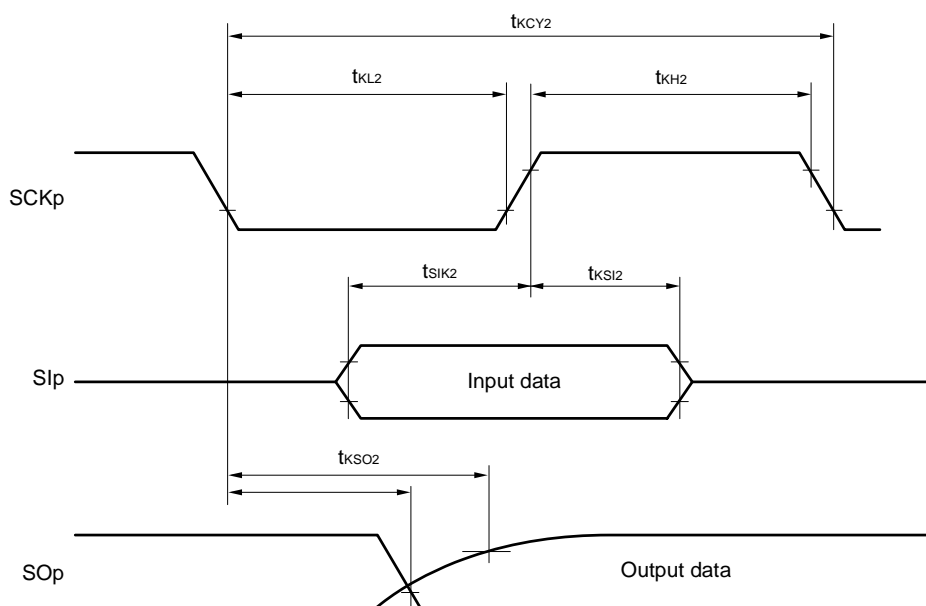 tKCY2
tKL2
tKH2
SCKp
tSIK2
tKSI2
SIp
Input data
tKSO2
SOp
Output data